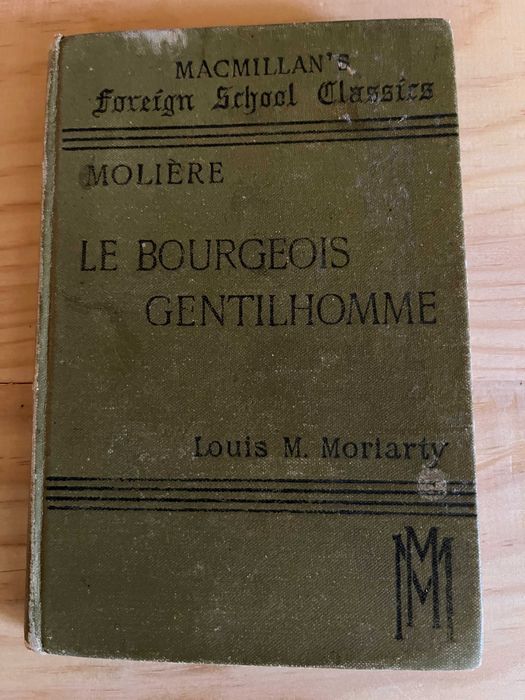 MACMILLAN'S
Foreign School Classics
MOLIÈRE
LE BOURGEOIS
GENTILHOMME
Louis M. Moriarty
MM